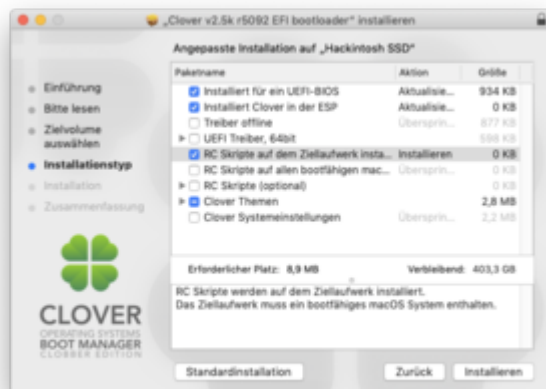 „Clover v2.5k r5092 EFI bootloader“ installieren
Angepasste Installation auf „Hackintosh SSD“
Einführung
Bitte lesen
Zielvolume
auswählen
Installationstyp
Installation
Zusammenfassung
Paketname Aktion Größe
Installiert für ein UEFI-BIOS Aktualisie... 934 KB
Installiert Clover in der ESP Aktualisie... 0 KB
Treiber offline Übersprin... 877 KB
UEFI Treiber, 64bit 598 KB
RC Skripte auf dem Ziellaufwerk insta... Installieren 0 KB
RC Skripte auf allen bootfähigen mac... Übersprin... 0 KB
RC Skripte (optional) 0 KB
Clover Themen 2,8 MB
Clover Systemeinstellungen Übersprin... 2,2 MB
Erforderlicher Platz: 8,9 MB Verbleibend: 403,3 GB
RC Skripte werden auf dem Ziellaufwerk installiert.
Das Ziellaufwerk muss ein bootfähiges macOS System enthalten.
CLOVER
OPERATING SYSTEMS
BOOT MANAGER
CLOBBER EDITION
Standardinstallation Zurück Installieren